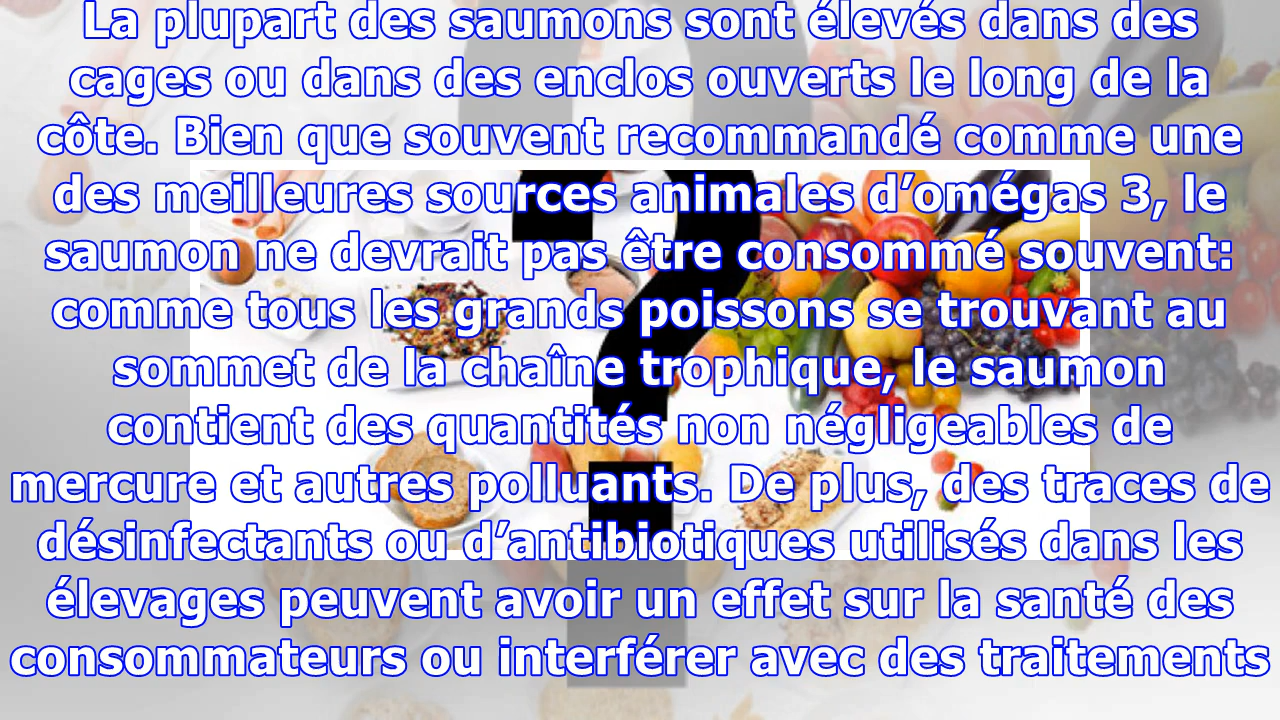 La plupart des saumons sont élevés dans des
cages ou dans des enclos ouverts le long de la
côte. Bien que souvent recommandé comme une
des meilleures sources animales d’omégas 3, le
saumon ne devrait pas être consommé souvent:
comme tous les grands poissons se trouvant au
sommet de la chaîne trophique, le saumon
contient des quantités non négligeables de
mercure et autres polluants. De plus, des traces de
désinfectants ou d’antibiotiques utilisés dans les
élevages peuvent avoir un effet sur la santé des
consommateurs ou interférer avec des traitements